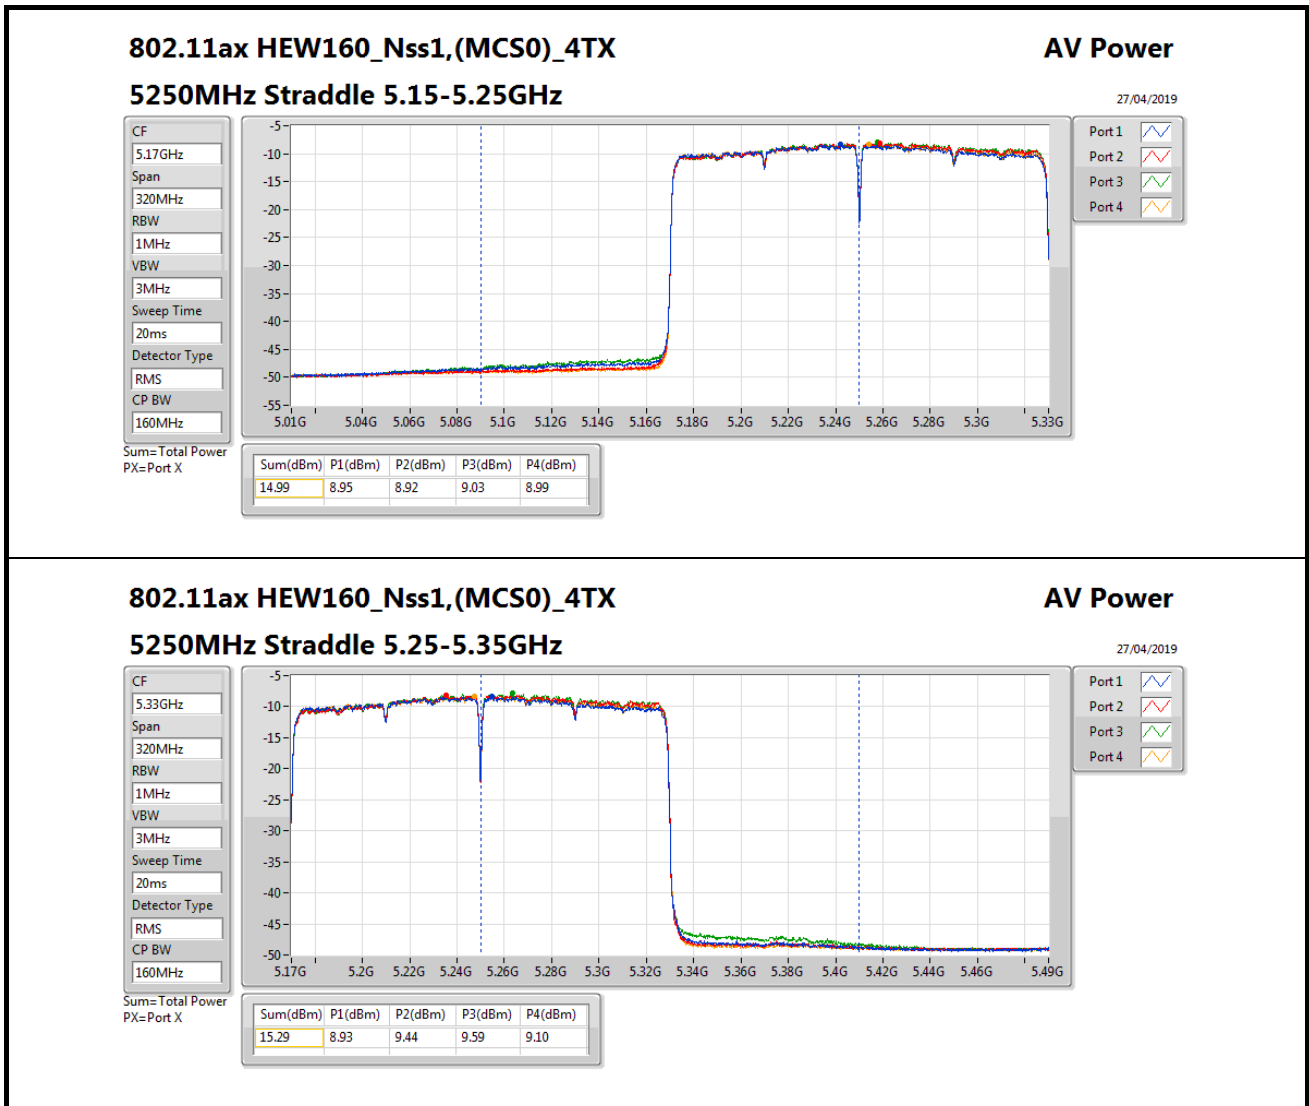 802.11ax HEW160_Nss1,(MCS0)_4TX
AV Power
5250MHz Straddle 5.15-5.25GHz
27/04/2019
CF
5.17GHz
Span
320MHz
RBW
1MHz
VBW
3MHz
Sweep Time
20ms
Detector Type
RMS
CP BW
160MHz
Sum=Total Power
PX=Port X
-5
-10
-15
-20
-25
-30
-35
-40
-45
-50
-55
5.01G 5.04G 5.06G 5.08G 5.1G 5.12G 5.14G 5.16G 5.18G 5.2G 5.22G 5.24G 5.26G 5.28G 5.3G 5.33G
Port 1
Port 2
Port 3
Port 4
Sum(dBm) P1(dBm) P2(dBm) P3(dBm) P4(dBm)
14.99 8.95 8.92 9.03 8.99
802.11ax HEW160_Nss1,(MCS0)_4TX
AV Power
5250MHz Straddle 5.25-5.35GHz
27/04/2019
CF
5.33GHz
Span
320MHz
RBW
1MHz
VBW
3MHz
Sweep Time
20ms
Detector Type
RMS
CP BW
160MHz
Sum=Total Power
PX=Port X
-5
-10
-15
-20
-25
-30
-35
-40
-45
-50
5.17G 5.2G 5.22G 5.24G 5.26G 5.28G 5.3G 5.32G 5.34G 5.36G 5.38G 5.4G 5.42G 5.44G 5.46G 5.49G
Port 1
Port 2
Port 3
Port 4
Sum(dBm) P1(dBm) P2(dBm) P3(dBm) P4(dBm)
15.29 8.93 9.44 9.59 9.10